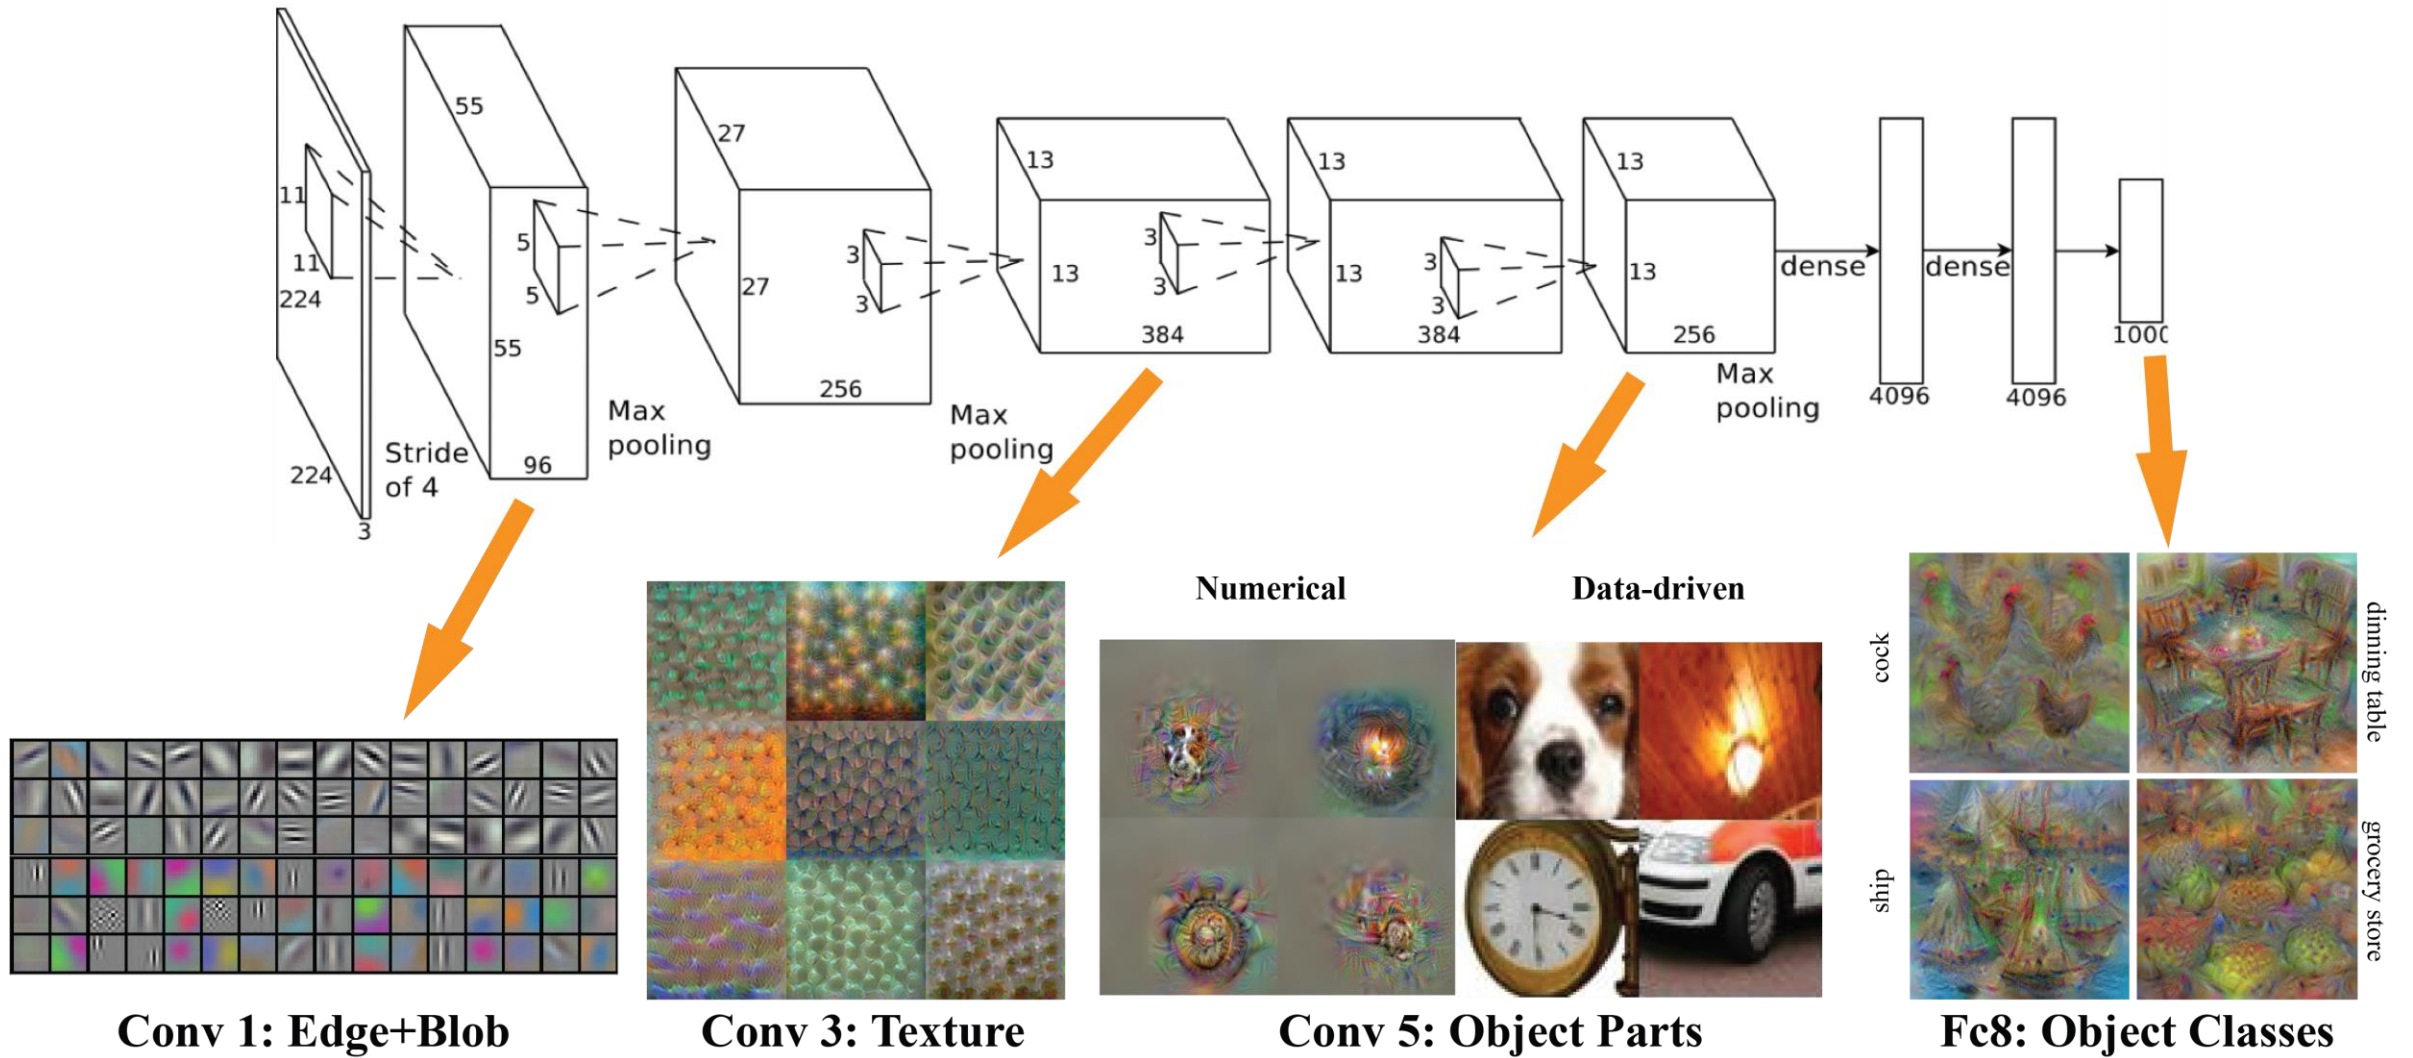 55
27
13
13
13
11
11
224
224
3
Stride
of 4
5
5
55
96
Max
pooling
3
3
27
256
Max
pooling
3
3
13
384
3
3
13
384
13
256
Max
pooling
dense
dense
4096
4096
1000
Numerical
Data-driven
cock
dinning table
ship
grocery store
Conv 1: Edge+Blob
Conv 3: Texture
Conv 5: Object Parts
Fc8: Object Classes